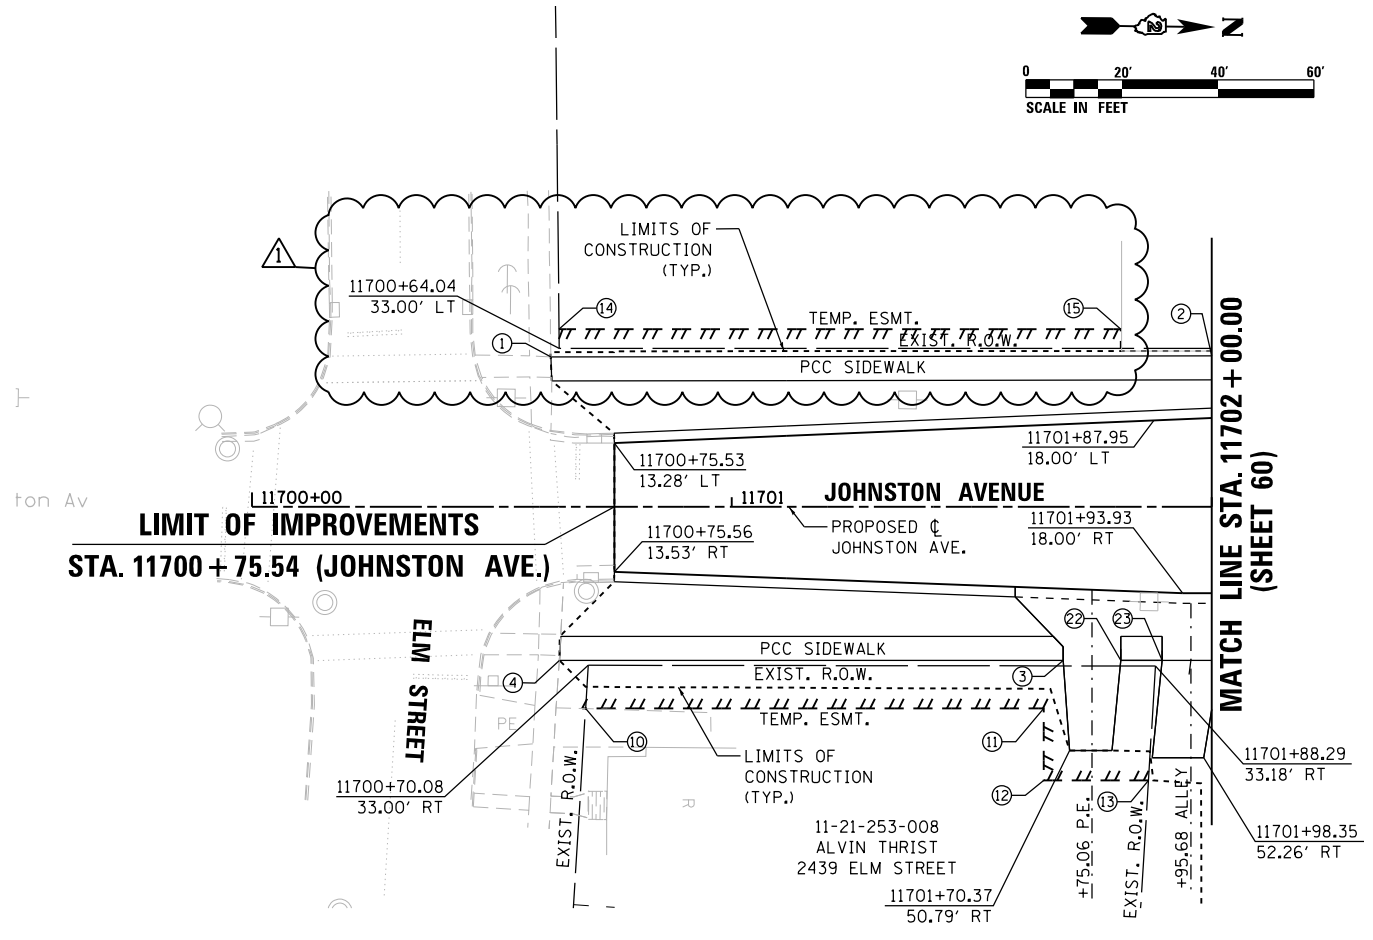 N
0 20' 40' 60'
SCALE IN FEET
1
LIMITS OF
CONSTRUCTION
(TYP.)
11700+64.04
33.00' LT
14
15
2
TEMP. ESMT.
EXIST. R.O.W.
1
PCC SIDEWALK
11701+87.95
18.00' LT
11700+75.53
13.28' LT
ton Av
11700+00
11701
JOHNSTON AVENUE
LIMIT OF IMPROVEMENTS
STA. 11700+75.54 (JOHNSTON AVE.)
11700+75.56
13.53' RT
PROPOSED ℄
JOHNSTON AVE.
11701+93.93
18.00' RT
MATCH LINE STA. 11702+00.00
(SHEET 60)
ELM STREET
22
23
PCC SIDEWALK
EXIST. R.O.W.
3
4
PE
TEMP. ESMT.
10
11
LIMITS OF
CONSTRUCTION
(TYP.)
11700+70.08
33.00' RT
EXIST. R.O.W.
R
12
13
11701+88.29
33.18' RT
11-21-253-008
ALVIN THRIST
2439 ELM STREET
11701+70.37
50.79' RT
+75.06 P.E.
EXIST. R.O.W.
+95.68 ALLEY
11701+98.35
52.26' RT